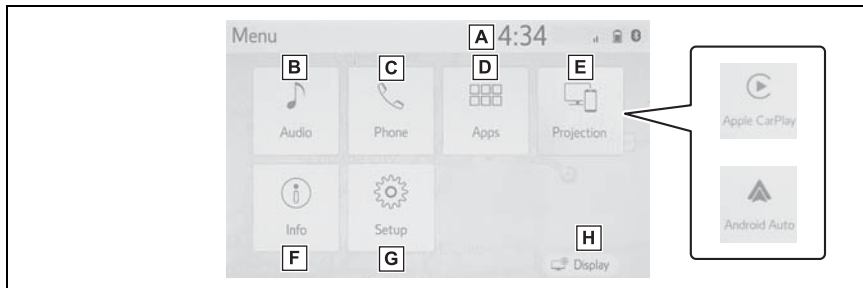 Menu
A 4:34
B
C
D
E
Audio
Phone
Apps
Projection
Apple CarPlay
Info
Setup
Android Auto
F
G
H
Display